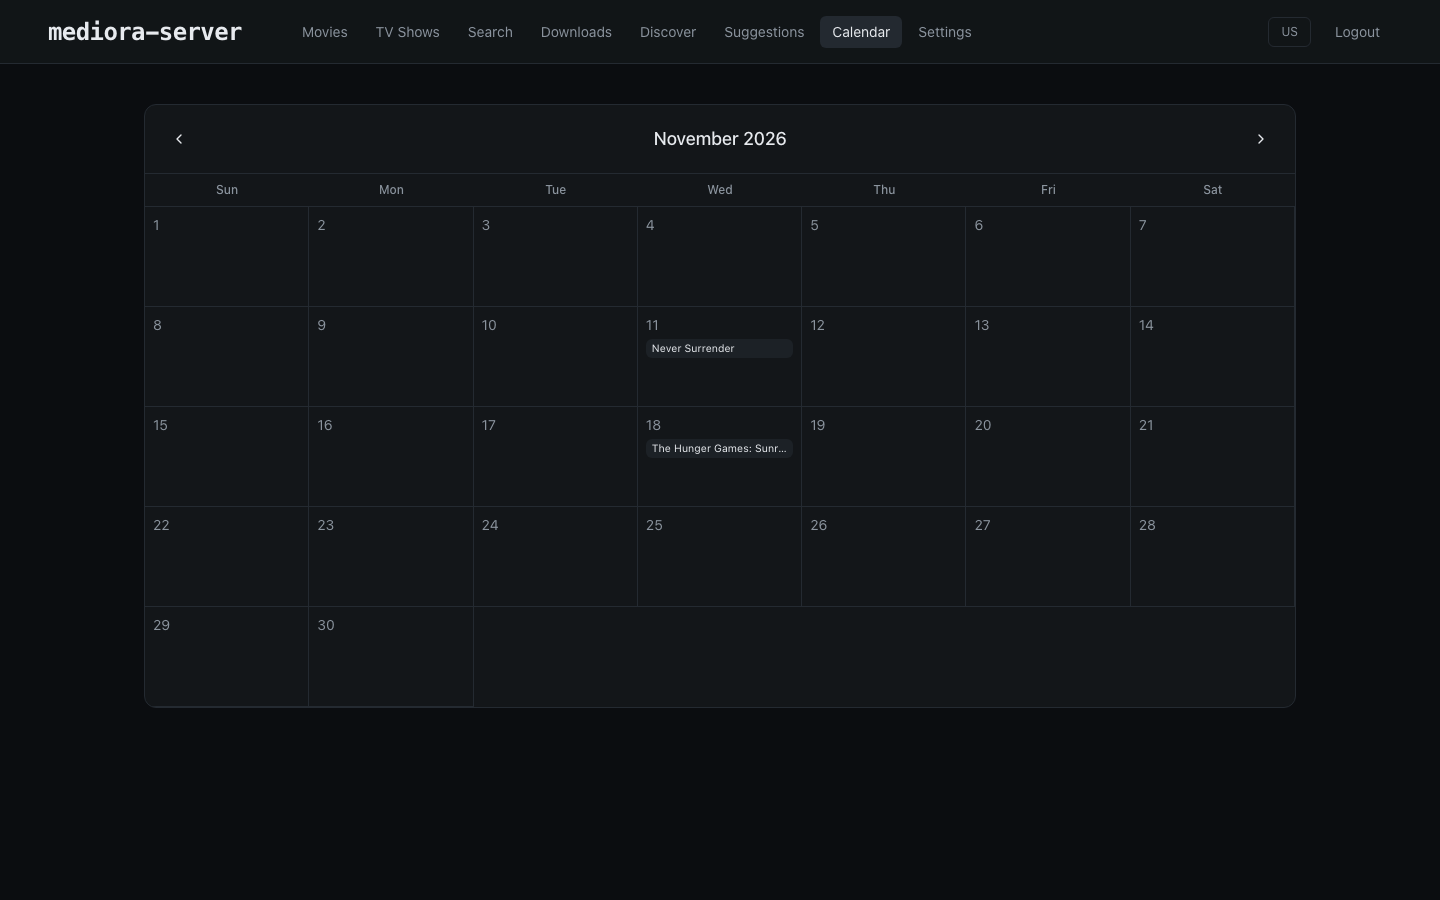 mediora-server Movies TV Shows Search Downloads Discover Suggestions Calendar Settings US Logout
November 2026
Sun Mon Tue Wed Thu Fri Sat
1 2 3 4 5 6 7
8 9 10 11 12 13 14
Never Surrender
15 16 17 18 19 20 21
The Hunger Games: Sunr...
22 23 24 25 26 27 28
29 30